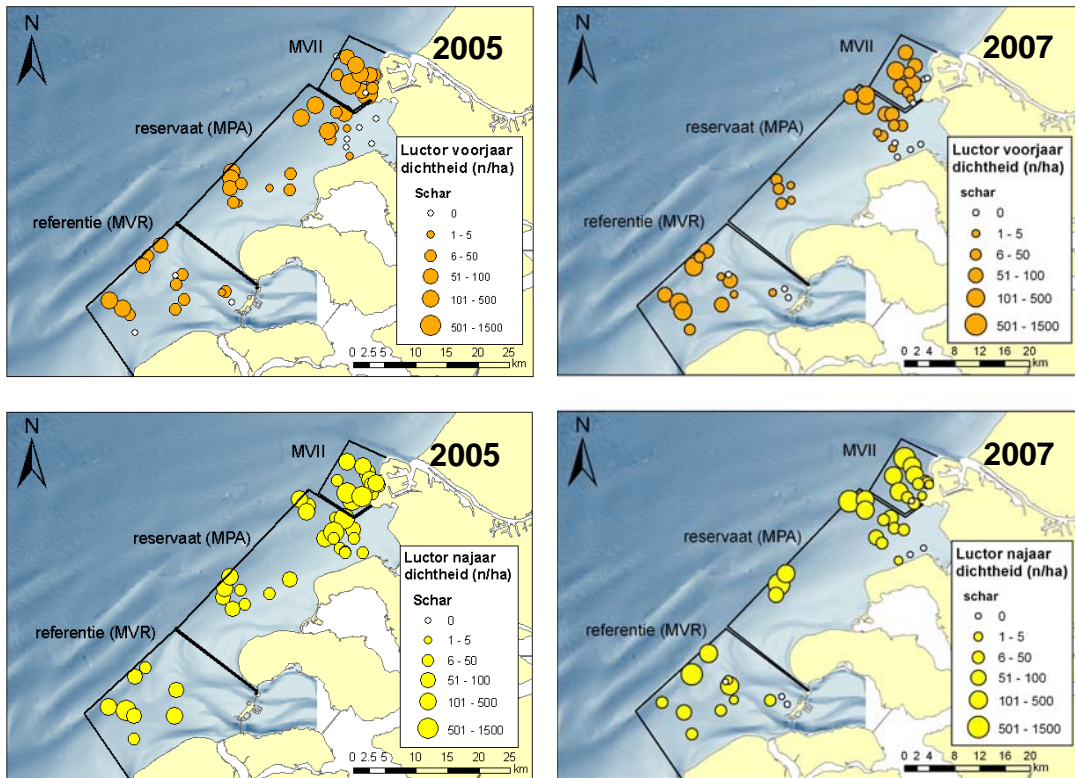 N
2005
MVII
reservaat (MPA)
referentie (MVR)
Luctor voorjaar
dichtheid (n/ha)
Schar
0
1 - 5
6 - 50
51 - 100
101 - 500
501 - 1500
0 2.5 5 10 15 20 25
km
N
2007
MVII
reservaat (MPA)
referentie (MVR)
Luctor voorjaar
dichtheid (n/ha)
schar
0
1 - 5
6 - 50
51 - 100
101 - 500
501 - 1500
0 2 4 8 12 16 20
km
N
2005
MVII
reservaat (MPA)
referentie (MVR)
Luctor najaar
dichtheid (n/ha)
Schar
0
1 - 5
6 - 50
51 - 100
101 - 500
501 - 1500
0 2.5 5 10 15 20 25
km
N
2007
MVII
reservaat (MPA)
referentie (MVR)
Luctor najaar
dichtheid (n/ha)
schar
0
1 - 5
6 - 50
51 - 100
101 - 500
501 - 1500
0 2 4 8 12 16 20
km